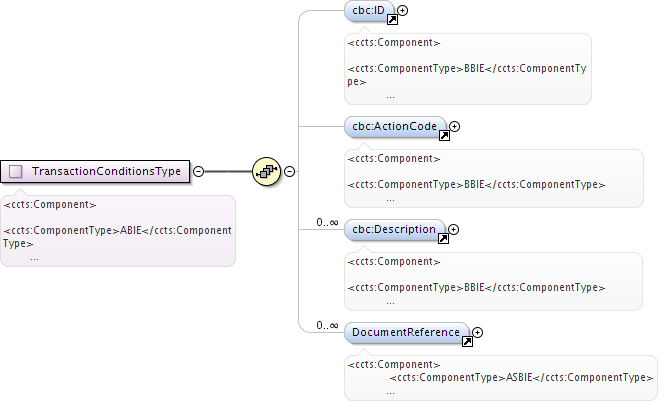 cbc:ID
<ccts:Component>
<ccts:ComponentType>BBIE</ccts:ComponentTy
pe>
...
cbc:ActionCode
<ccts:Component>
<ccts:ComponentType>BBIE</ccts:ComponentType>
...
TransactionConditionsType
<ccts:Component>
<ccts:ComponentType>ABIE</ccts:Component
Type>
...
0..∞
cbc:Description
<ccts:Component>
<ccts:ComponentType>BBIE</ccts:ComponentType>
...
0..∞
DocumentReference
<ccts:Component>
<ccts:ComponentType>ASBIE</ccts:ComponentType>
...